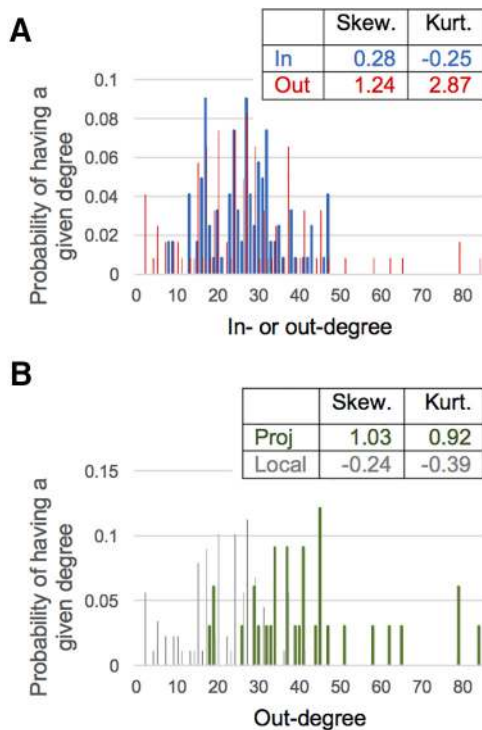 A
Skew. Kurt.
In 0.28 -0.25
Out 1.24 2.87
Probability of having a
given degree
0.1
0.08
0.06
0.04
0.02
0
0 10 20 30 40 50 60 70 80
In- or out-degree
B
Skew. Kurt.
Proj 1.03 0.92
Local -0.24 -0.39
Probability of having a
given degree
0.15
0.1
0.05
0
0 10 20 30 40 50 60 70 80
Out-degree